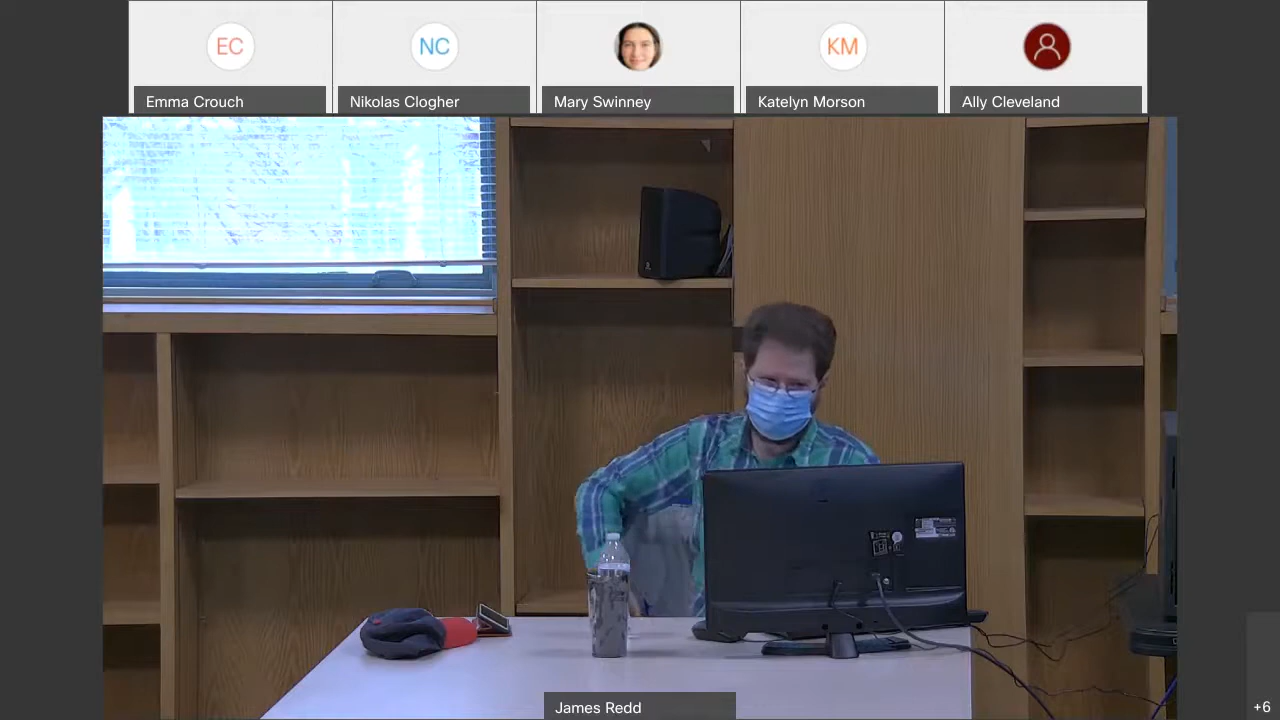 EC
NC
KM
Emma Crouch
Nikolas Clogher
Mary Swinney
Katelyn Morson
Ally Cleveland
James Redd
+6